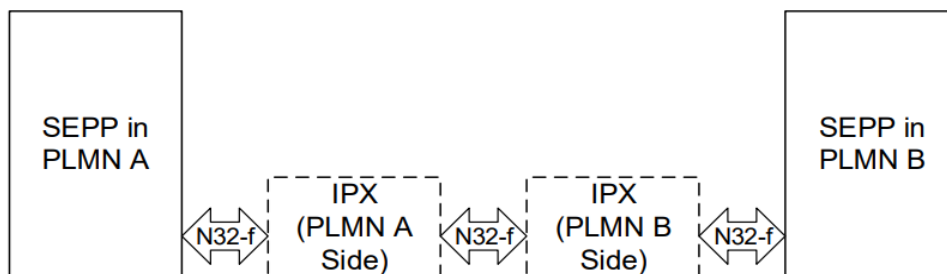 SEPP in
PLMN A
SEPP in
PLMN B
IPX
(PLMN A
Side)
IPX
(PLMN B
Side)
N32-f
N32-f
N32-f